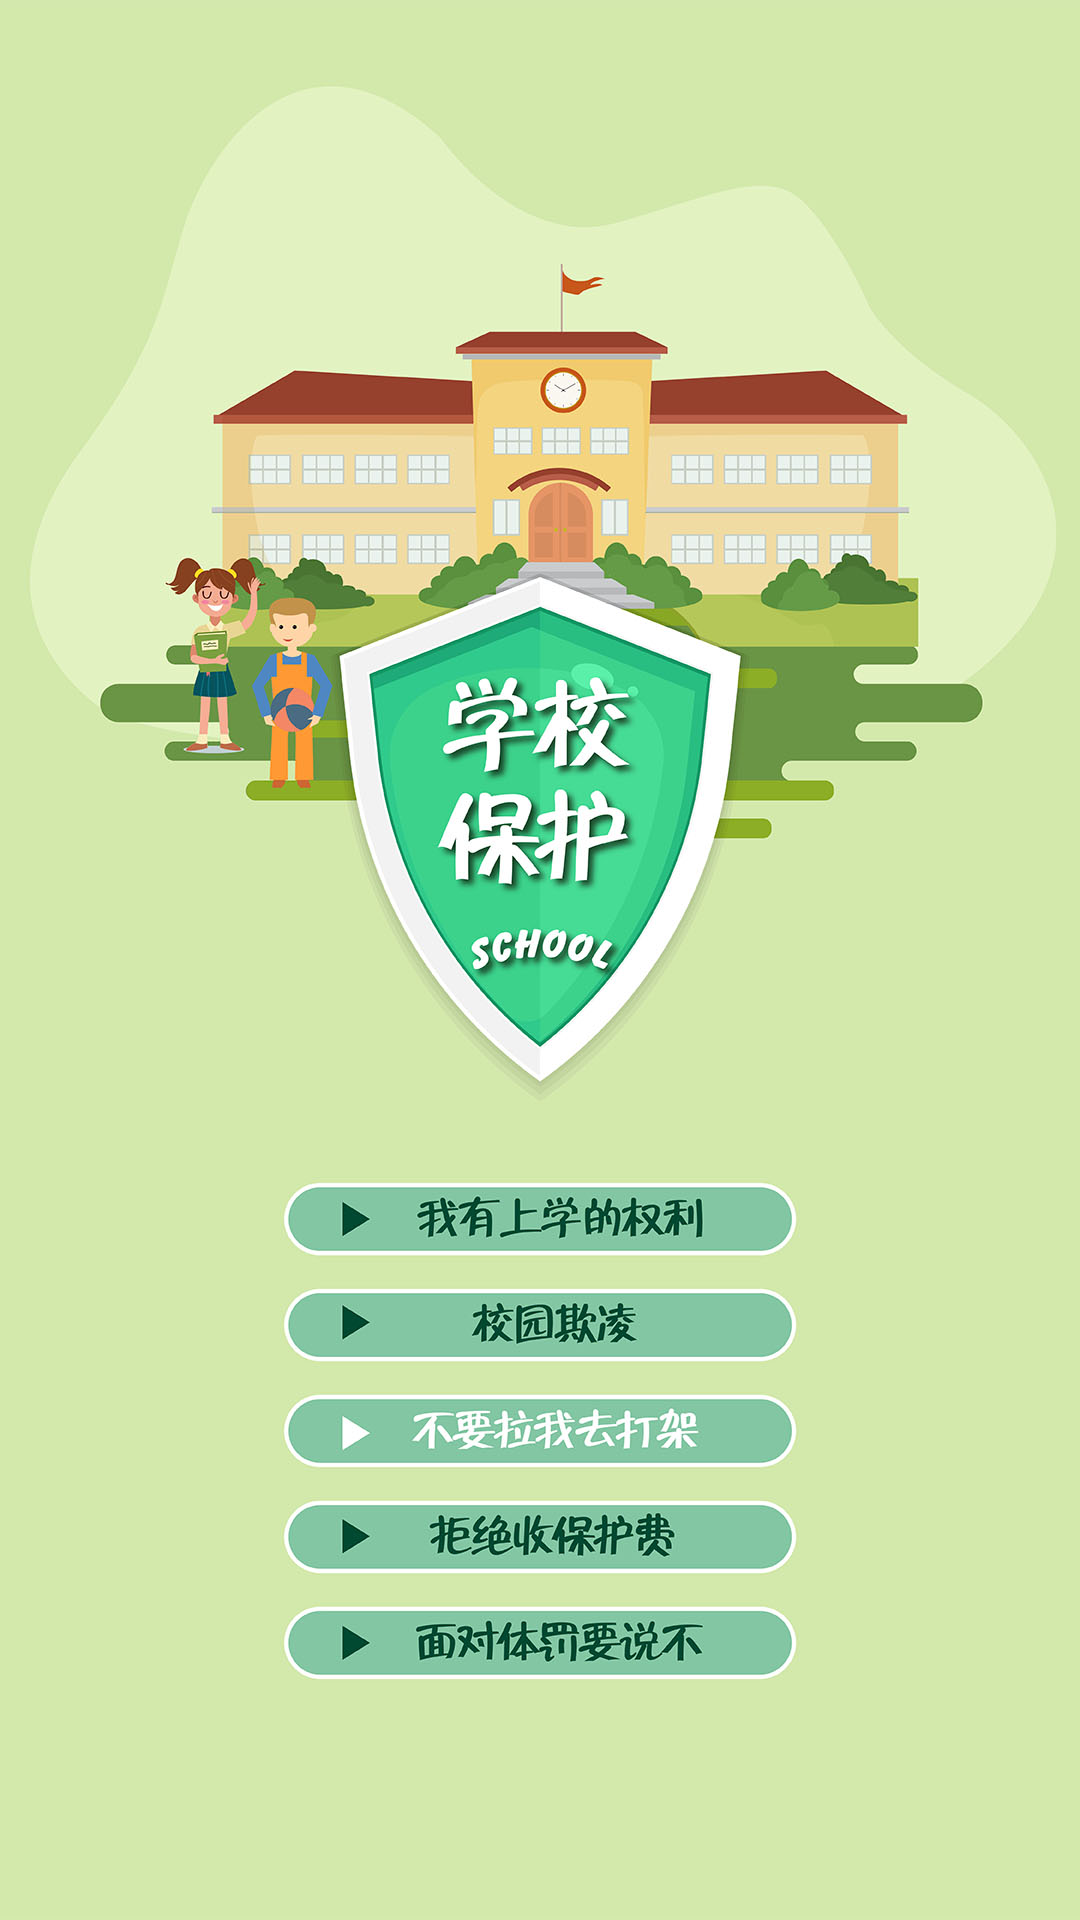 学校
保护
SCHOOL
我有上学的权利
校园欺凌
不要拉我去打架
拒绝收保护费
面对体罚要说不